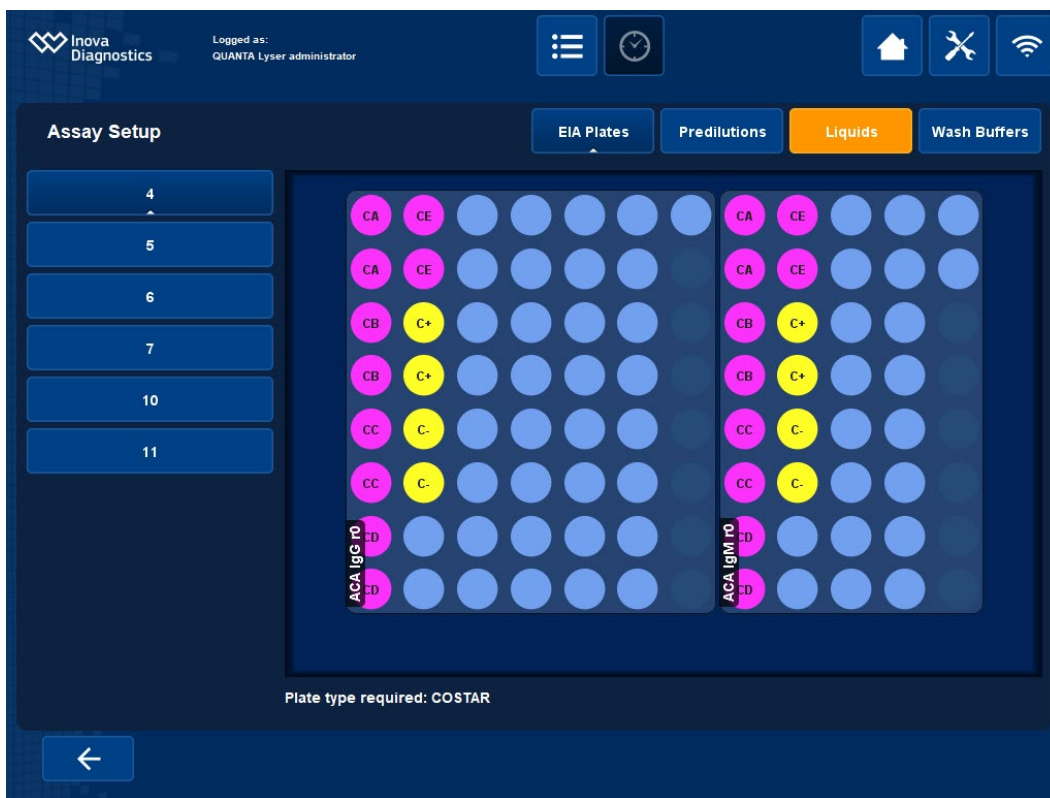 Inova
Diagnostics
Logged as:
QUANTA Lyser administrator
Assay Setup
EIA Plates
Predilutions
Liquids
Wash Buffers
4
5
6
7
10
11
CA CE CA CE
CA CE CA CE
CB C+ CB C+
CB C+ CB C+
CC C- CC C-
CC C- CC C-
CD CD
CD CD
ACA IgG r0
ACA IgM r0
Plate type required: COSTAR